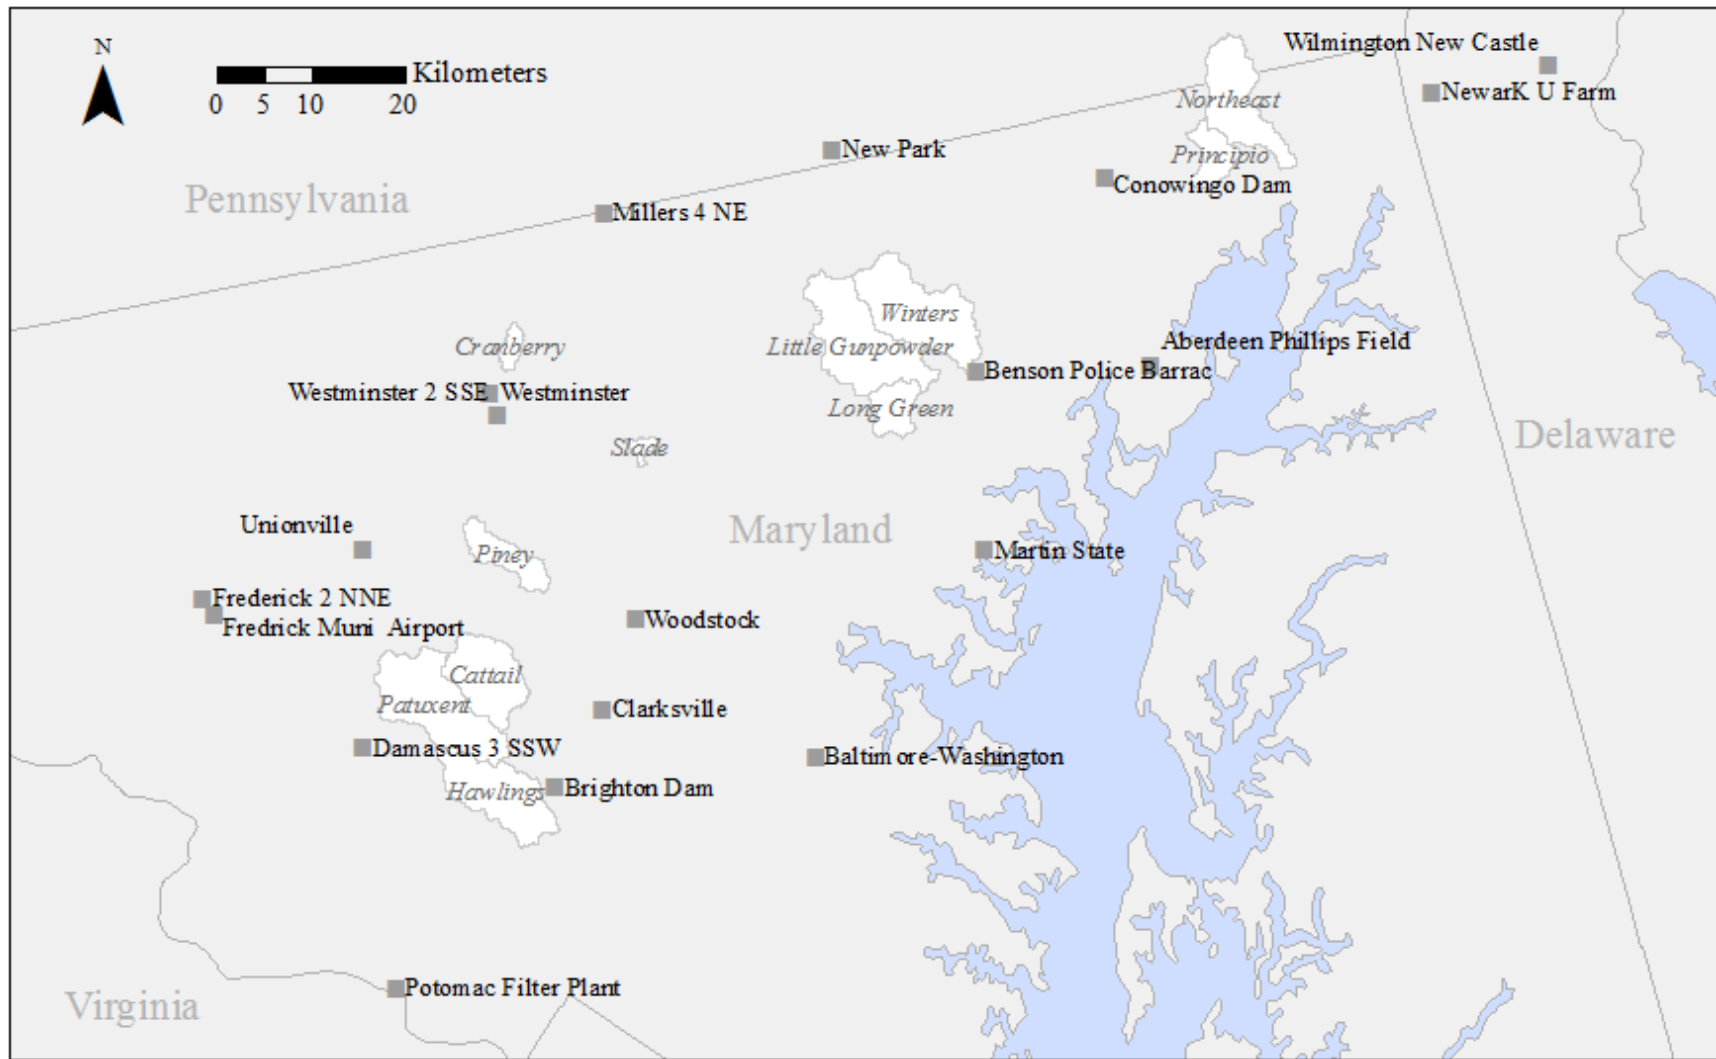 Wilmington New Castle
N
Kilometers
0 5 10 20
NewarK U Farm
Northeast
New Park
Principio
Conowingo Dam
Pennsylvania
Millers 4 NE
Winters
Cranberry
Little Gunpowder
Aberdeen Phillips Field
Benson Police Barrac
Westminster 2 SSE
Westminster
Long Green
Delaware
Slade
Unionville
Maryland
Piney
Martin State
Frederick 2 NNE
Fredrick Muni Airport
Woodstock
Cattail
Patuxent
Clarksville
Damascus 3 SSW
Baltimore-Washington
Hawlings
Brighton Dam
Potomac Filter Plant
Virginia